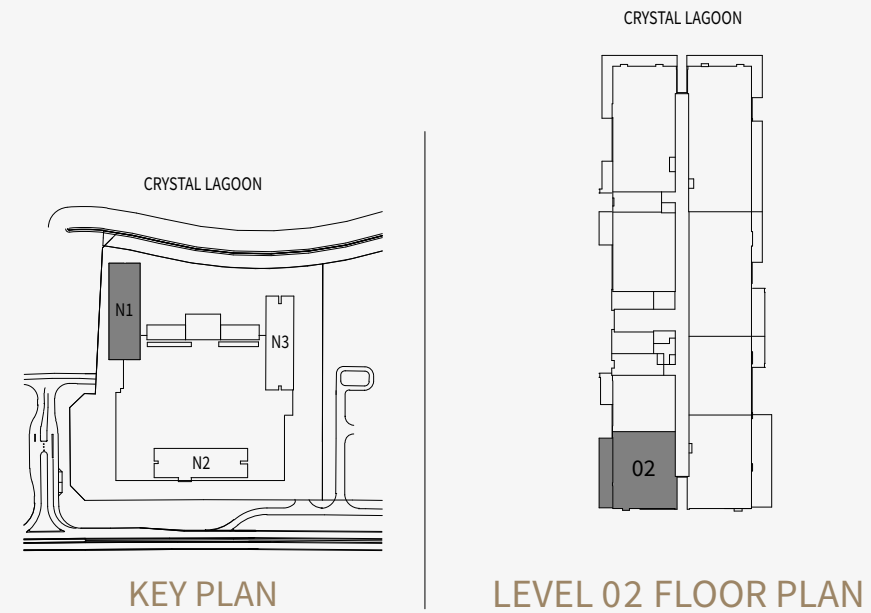 CRYSTAL LAGOON
N1
N3
N2
KEY PLAN
CRYSTAL LAGOON
02
LEVEL 02 FLOOR PLAN